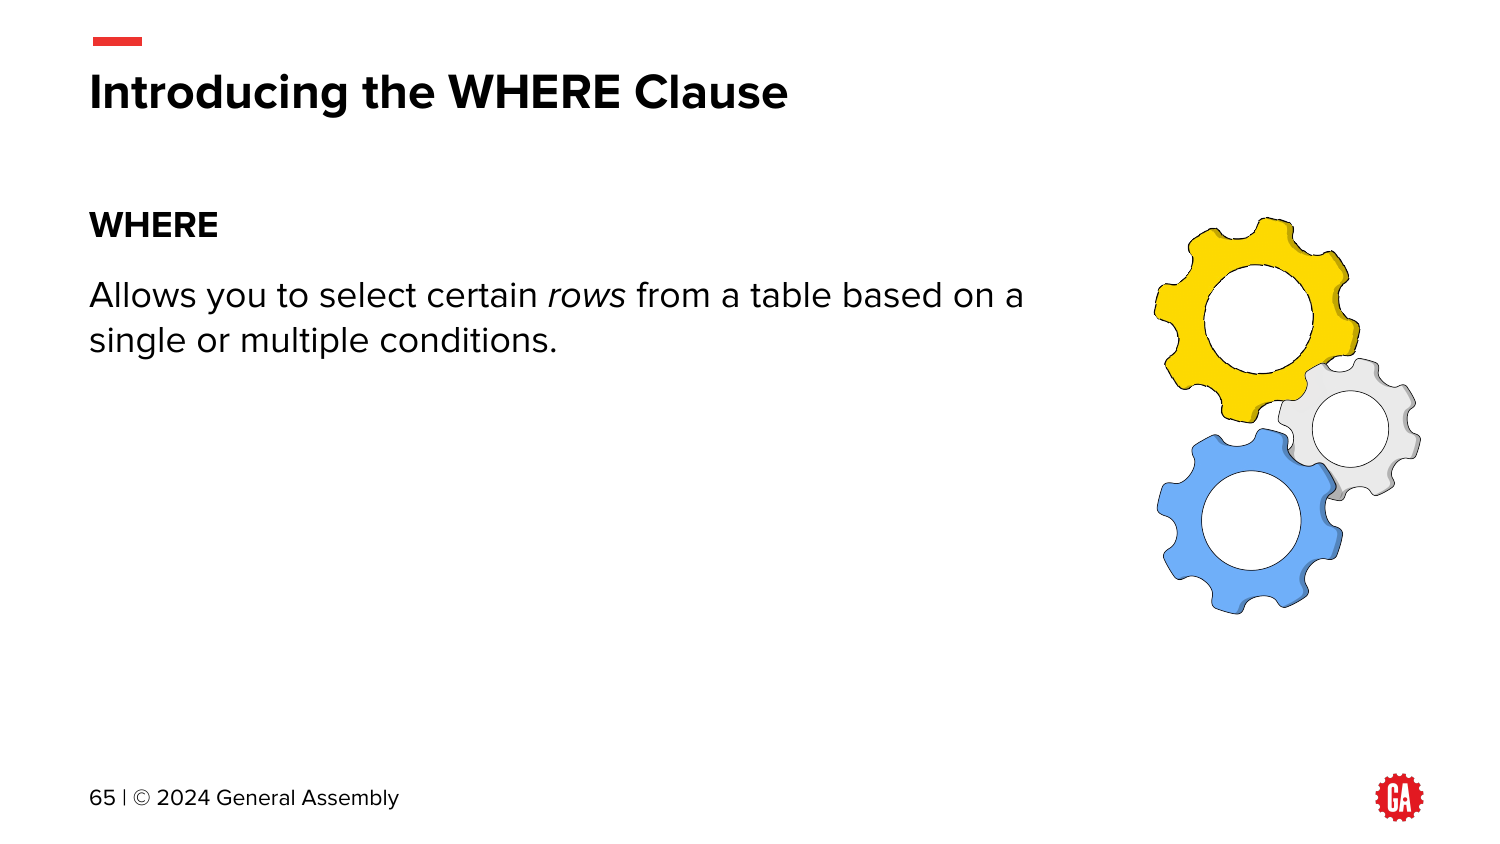 Introducing the WHERE Clause
WHERE
Allows you to select certain rows from a table based on a
single or multiple conditions.
65 | © 2024 General Assembly
GA